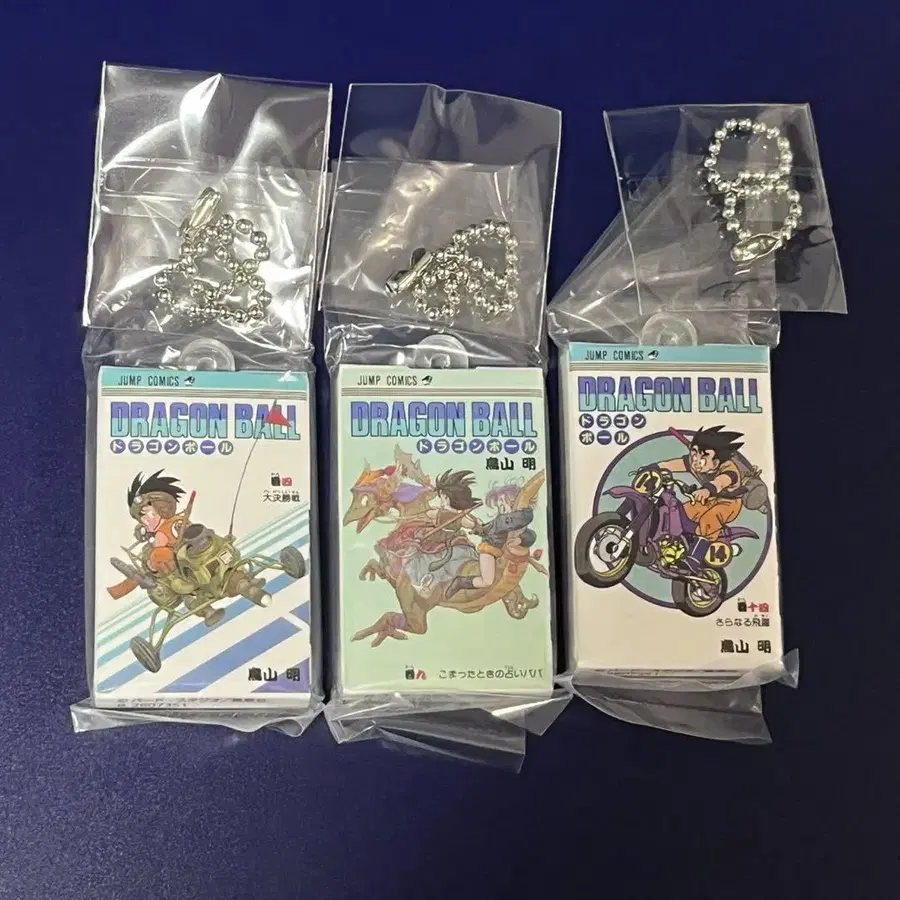 JUMP COMICS
DRAGON BALL
ドラゴンボール
巻四
大決勝戦
鳥山 明
JUMP COMICS
DRAGON BALL
ドラゴンボール
鳥山 明
巻九
こまったときの占いババ
JUMP COMICS
DRAGON BALL
ドラゴン
ボール
14
14
巻十四
さらなる飛躍
鳥山 明